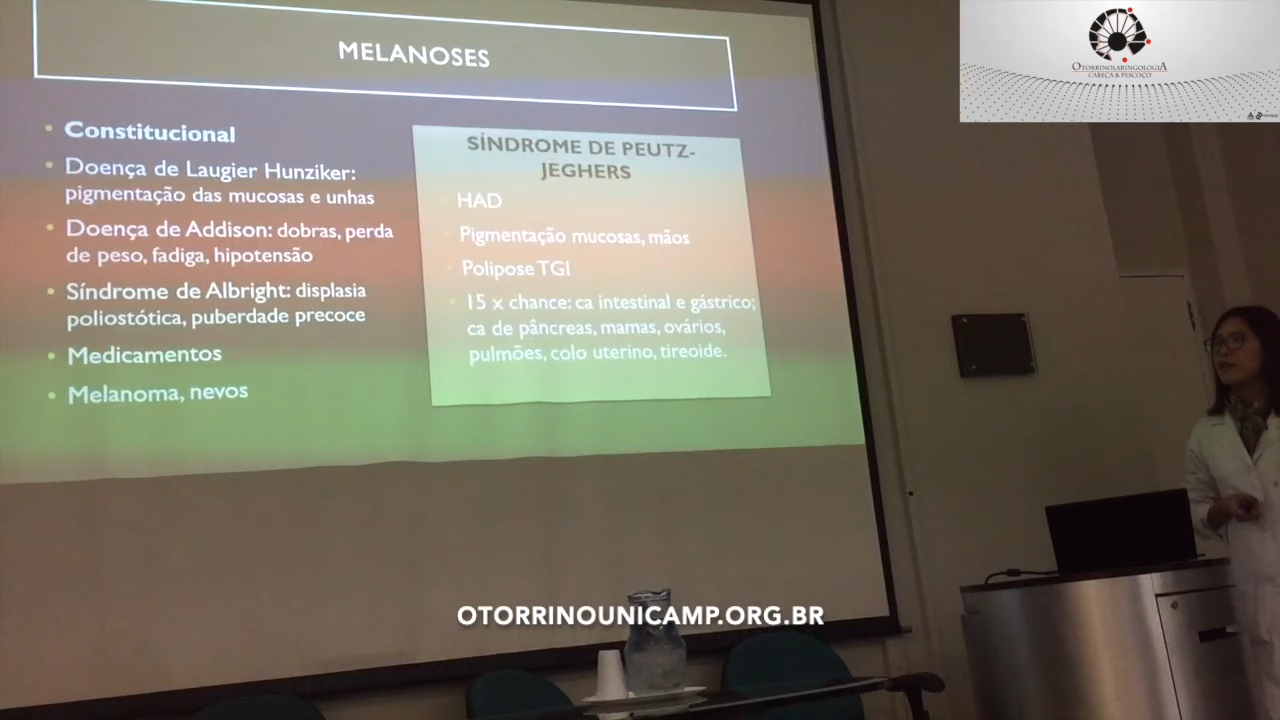 MELANOSES
Constitucional
Doença de Laugier Hunziker:
pigmentação das mucosas e unhas
Doença de Addison: dobras, perda
de peso, fadiga, hipotensão
Síndrome de Albright: displasia
poliostótica, puberdade precoce
Medicamentos
Melanoma, nevos
SÍNDROME DE PEUTZ-
JEGHERS
HAD
Pigmentação mucosas, mãos
Polipose TGI
15 x chance: ca intestinal e gástrico;
ca de pâncreas, mamas, ovários,
pulmões, colo uterino, tireoide.
OTORRINOLARINGOLOGIA
CABEÇA & PESCOÇO
OTORRINOUNICAMP.ORG.BR